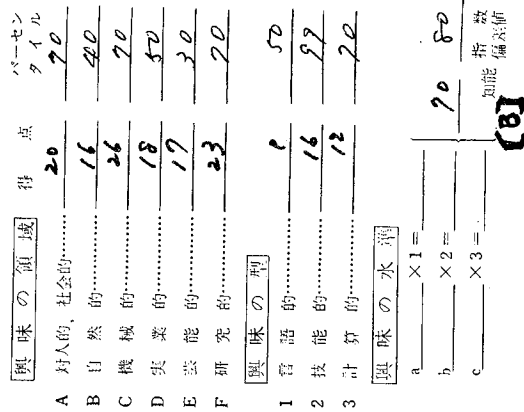 興味の領域 得点 パーセンタイル
A 対人的、社会的……… 20 70
B 自然的……… 16 40
C 機械的……… 26 70
D 実業的……… 18 50
E 芸能的……… 17 30
F 研究的……… 23 70
興味の型
1 言語的……… 50
2 技能的……… 16 99
3 計算的……… 12 70
興味の水準
a ×1=
b ×2= 70 80
c ×3= 知能 指数 偏差値
[B]